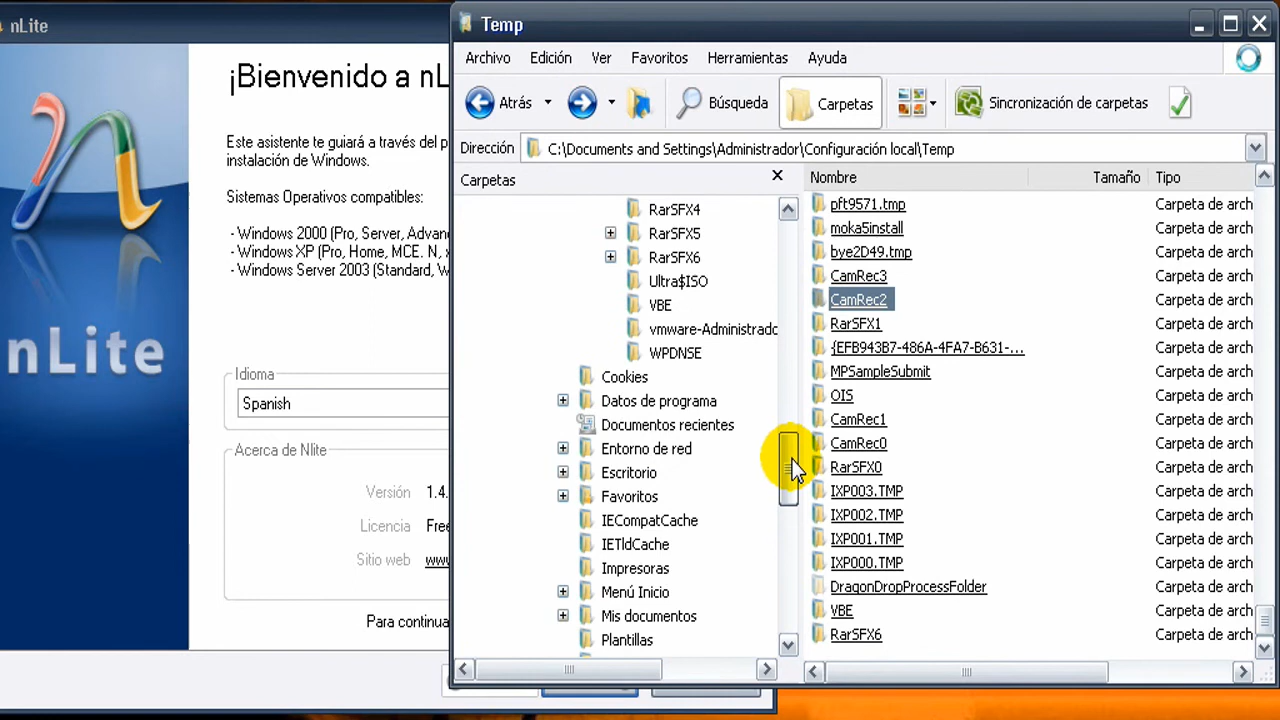 nLite
¡Bienvenido a nL
Este asistente te guiará a través del p
instalación de Windows.
Sistemas Operativos compatibles:
- Windows 2000 (Pro, Server, Advanc
- Windows XP (Pro, Home, MCE. N, x
- Windows Server 2003 (Standard, W
nLite
Idioma
Spanish
Acerca de Nlite
Versión 1.4.
Licencia Free
Sitio web www
Para continua
Temp
Archivo Edición Ver Favoritos Herramientas Ayuda
Atrás Búsqueda Carpetas Sincronización de carpetas
Dirección C:\Documents and Settings\Administrador\Configuración local\Temp
Carpetas
RarSFX4
RarSFX5
RarSFX6
Ultra$ISO
VBE
vmware-Administrado
WPDNSE
Cookies
Datos de programa
Documentos recientes
Entorno de red
Escritorio
Favoritos
IECompatCache
IETldCache
Impresoras
Menú Inicio
Mis documentos
Plantillas
Nombre Tamaño Tipo
pft9571.tmp Carpeta de arch
moka5install Carpeta de arch
bye2D49.tmp Carpeta de arch
CamRec3 Carpeta de arch
CamRec2 Carpeta de arch
RarSFX1 Carpeta de arch
{EFB943B7-486A-4FA7-B631-... Carpeta de arch
MPSampleSubmit Carpeta de arch
OIS Carpeta de arch
CamRec1 Carpeta de arch
CamRec0 Carpeta de arch
RarSFX0 Carpeta de arch
IXP003.TMP Carpeta de arch
IXP002.TMP Carpeta de arch
IXP001.TMP Carpeta de arch
IXP000.TMP Carpeta de arch
DragonDropProcessFolder Carpeta de arch
VBE Carpeta de arch
RarSFX6 Carpeta de arch